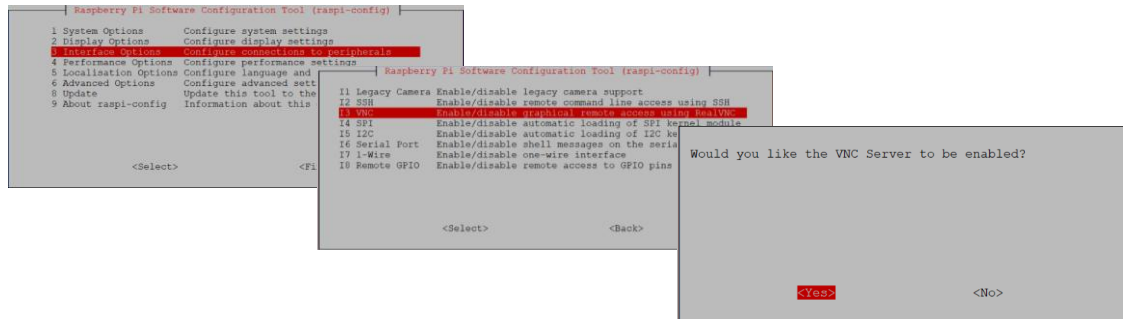 Raspberry Pi Software Configuration Tool (raspi-config)
1 System Options Configure system settings
2 Display Options Configure display settings
3 Interface Options Configure connections to peripherals
4 Performance Options Configure performance settings
5 Localisation Options Configure language and
6 Advanced Options Configure advanced sett
8 Update Update this tool to the
9 About raspi-config Information about this
<Select> <Fi
Raspberry Pi Software Configuration Tool (raspi-config)
I1 Legacy Camera Enable/disable legacy camera support
I2 SSH Enable/disable remote command line access using SSH
I3 VNC Enable/disable graphical remote access using RealVNC
I4 SPI Enable/disable automatic loading of SPI kernel module
I5 I2C Enable/disable automatic loading of I2C ke
I6 Serial Port Enable/disable shell messages on the seria
I7 1-Wire Enable/disable one-wire interface
I8 Remote GPIO Enable/disable remote access to GPIO pins
<Select> <Back>
Would you like the VNC Server to be enabled?
<Yes> <No>